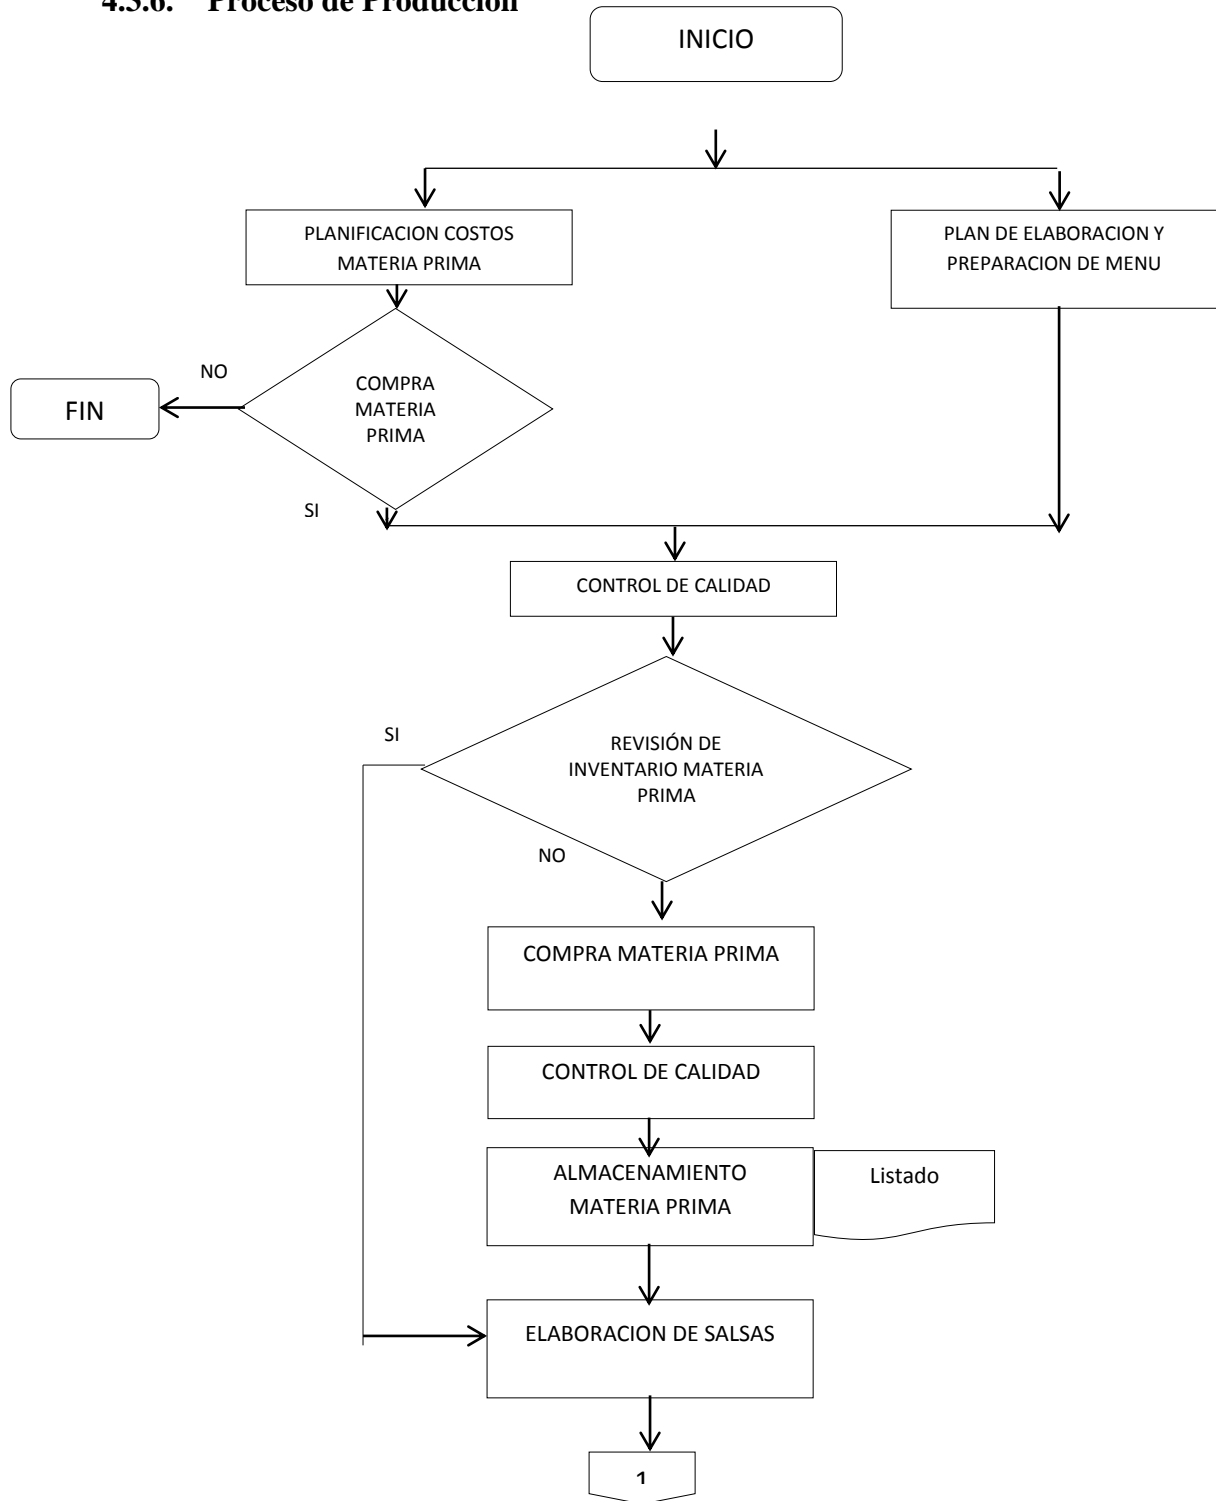 4.3.6. Proceso de Producción
INICIO
PLANIFICACION COSTOS
MATERIA PRIMA
PLAN DE ELABORACION Y
PREPARACION DE MENU
NO
FIN
COMPRA
MATERIA
PRIMA
SI
CONTROL DE CALIDAD
SI
REVISIÓN DE
INVENTARIO MATERIA
PRIMA
NO
COMPRA MATERIA PRIMA
CONTROL DE CALIDAD
ALMACENAMIENTO
MATERIA PRIMA
Listado
ELABORACION DE SALSAS
1